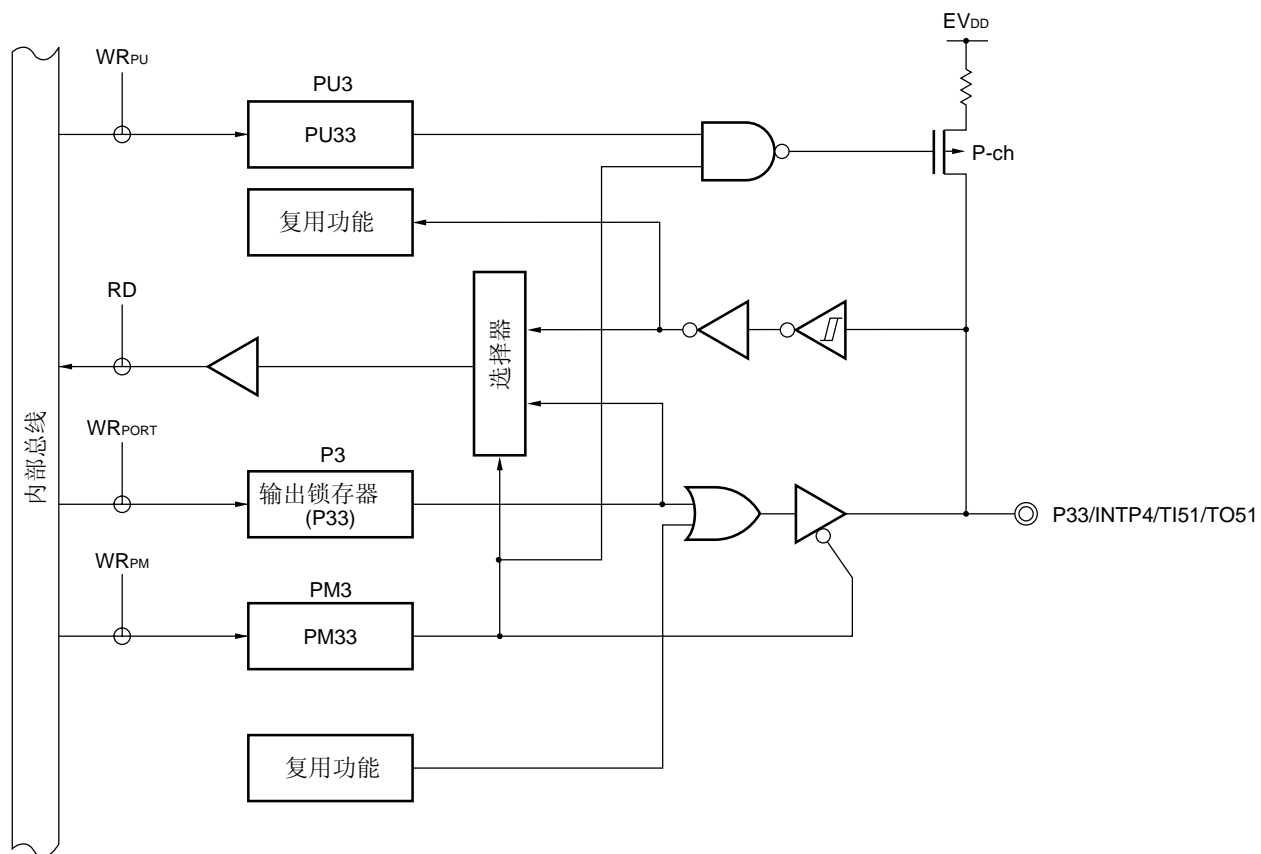 EVDD
WRPU
PU3
PU33
P-ch
复用功能
RD
选择器
内部总线
WRPORT
P3
输出锁存器
(P33)
P33/INTP4/TI51/TO51
WRPM
PM3
PM33
复用功能